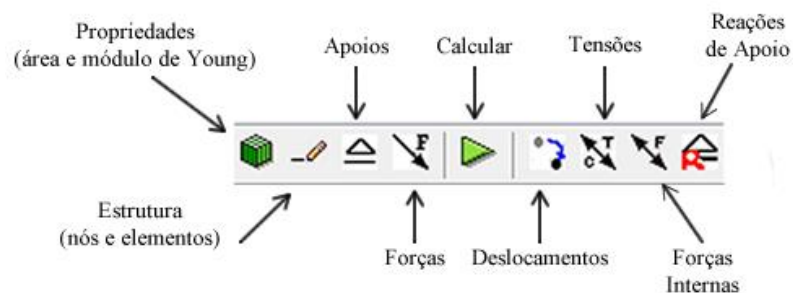 Propriedades
(área e módulo de Young)
Apoios
Calcular
Tensões
Reações
de Apoio
F
T
C
F
R
Estrutura
(nós e elementos)
Forças
Deslocamentos
Forças
Internas